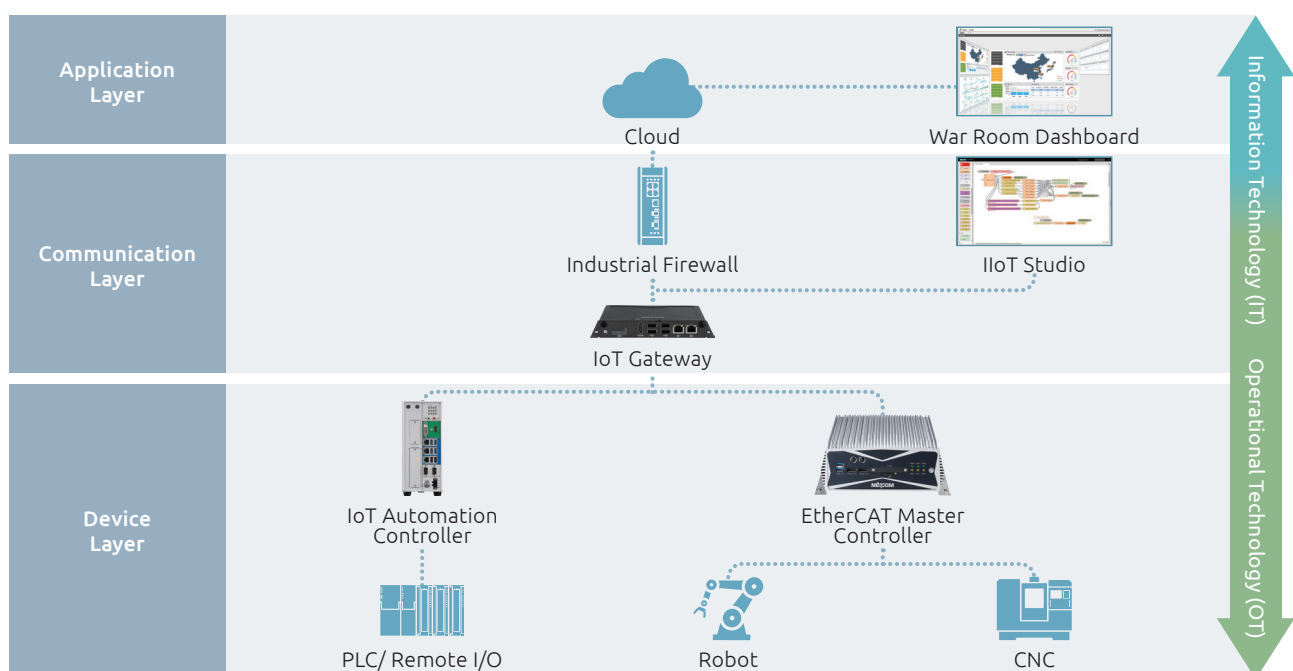 Application
Layer
Cloud
War Room Dashboard
Communication
Layer
Industrial Firewall
IIoT Studio
IoT Gateway
Device
Layer
IoT Automation
Controller
NEXCOM
EtherCAT Master
Controller
PLC/ Remote I/O
Robot
CNC
Information Technology (IT)
Operational Technology (OT)